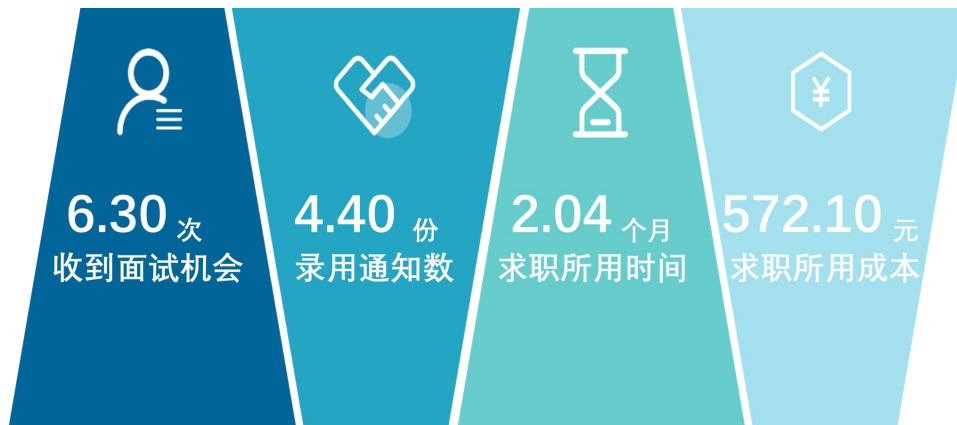 6.30 次
收到面试机会
4.40 份
录用通知数
2.04 个月
求职所用时间
¥
572.10 元
求职所用成本